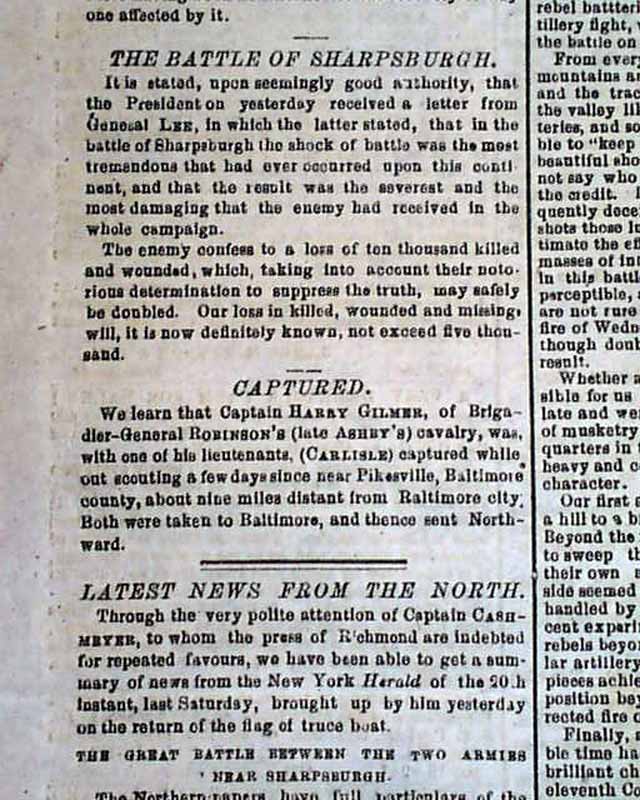 one affected by it.
THE BATTLE OF SHARPSBURGH.
It is stated, upon seemingly good authority, that
the President on yesterday received a letter from
General LEE, in which the latter stated, that in the
battle of Sharpsburgh the shock of battle was the most
tremendous that had ever occurred upon this conti-
nent, and that the result was the severest and the
most damaging that the enemy had received in the
whole campaign.
The enemy confess to a loss of ten thousand killed
and wounded, which, taking into account their noto-
rious determination to suppress the truth, may safely
be doubled. Our loss in killed, wounded and missing,
will, it is now definitely known, not exceed five thou-
sand.
CAPTURED.
We learn that Captain HARRY GILMER, of Briga-
dier-General ROBINSON'S (late ASHBY'S) cavalry, was,
with one of his lieutenants, (CARLISLE) captured while
out scouting a few days since near Pikesville, Baltimore
county, about nine miles distant from Raltimore city.
Both were taken to Baltimore, and thence sent North-
ward.
LATEST NEWS FROM THE NORTH.
Through the very polite attention of Captain CASH-
MEYER, to whom the press of R'chmond are indebted
for repeated favours, we have been able to get a sum-
mary of news from the New York Herald of the 20.h
instant, last Saturday, brought up by him yesterday
on the return of the flag of truce boat.
THE GREAT BATTLE BETWEEN THE TWO ARMIES
NEAR SHARPSBURGH.
The Northern papers have full particulars of the
rebel battteri
tillery fight,
the battle on
From every
mountains a
and the trac
the valley li
teries, and so
ble to "keep
beautiful sho
not say who
the credit.
quently doce
shots those l
timate the ef
masses of in
in this battl
perceptible,
are not rure
fire of Wedn
though doub
result.
Whether a
sible for us
late and we
of musketry
quarters in t
heavy and c
character.
Our first s
a hill to a b
Beyond the
to sweep th
their own
side seemed
handled by
cent experi
rebels beyo
lar artillery
pieces achie
position bey
rected fire o
Finally,
ble time ha
brilliant ch
eleventh Co